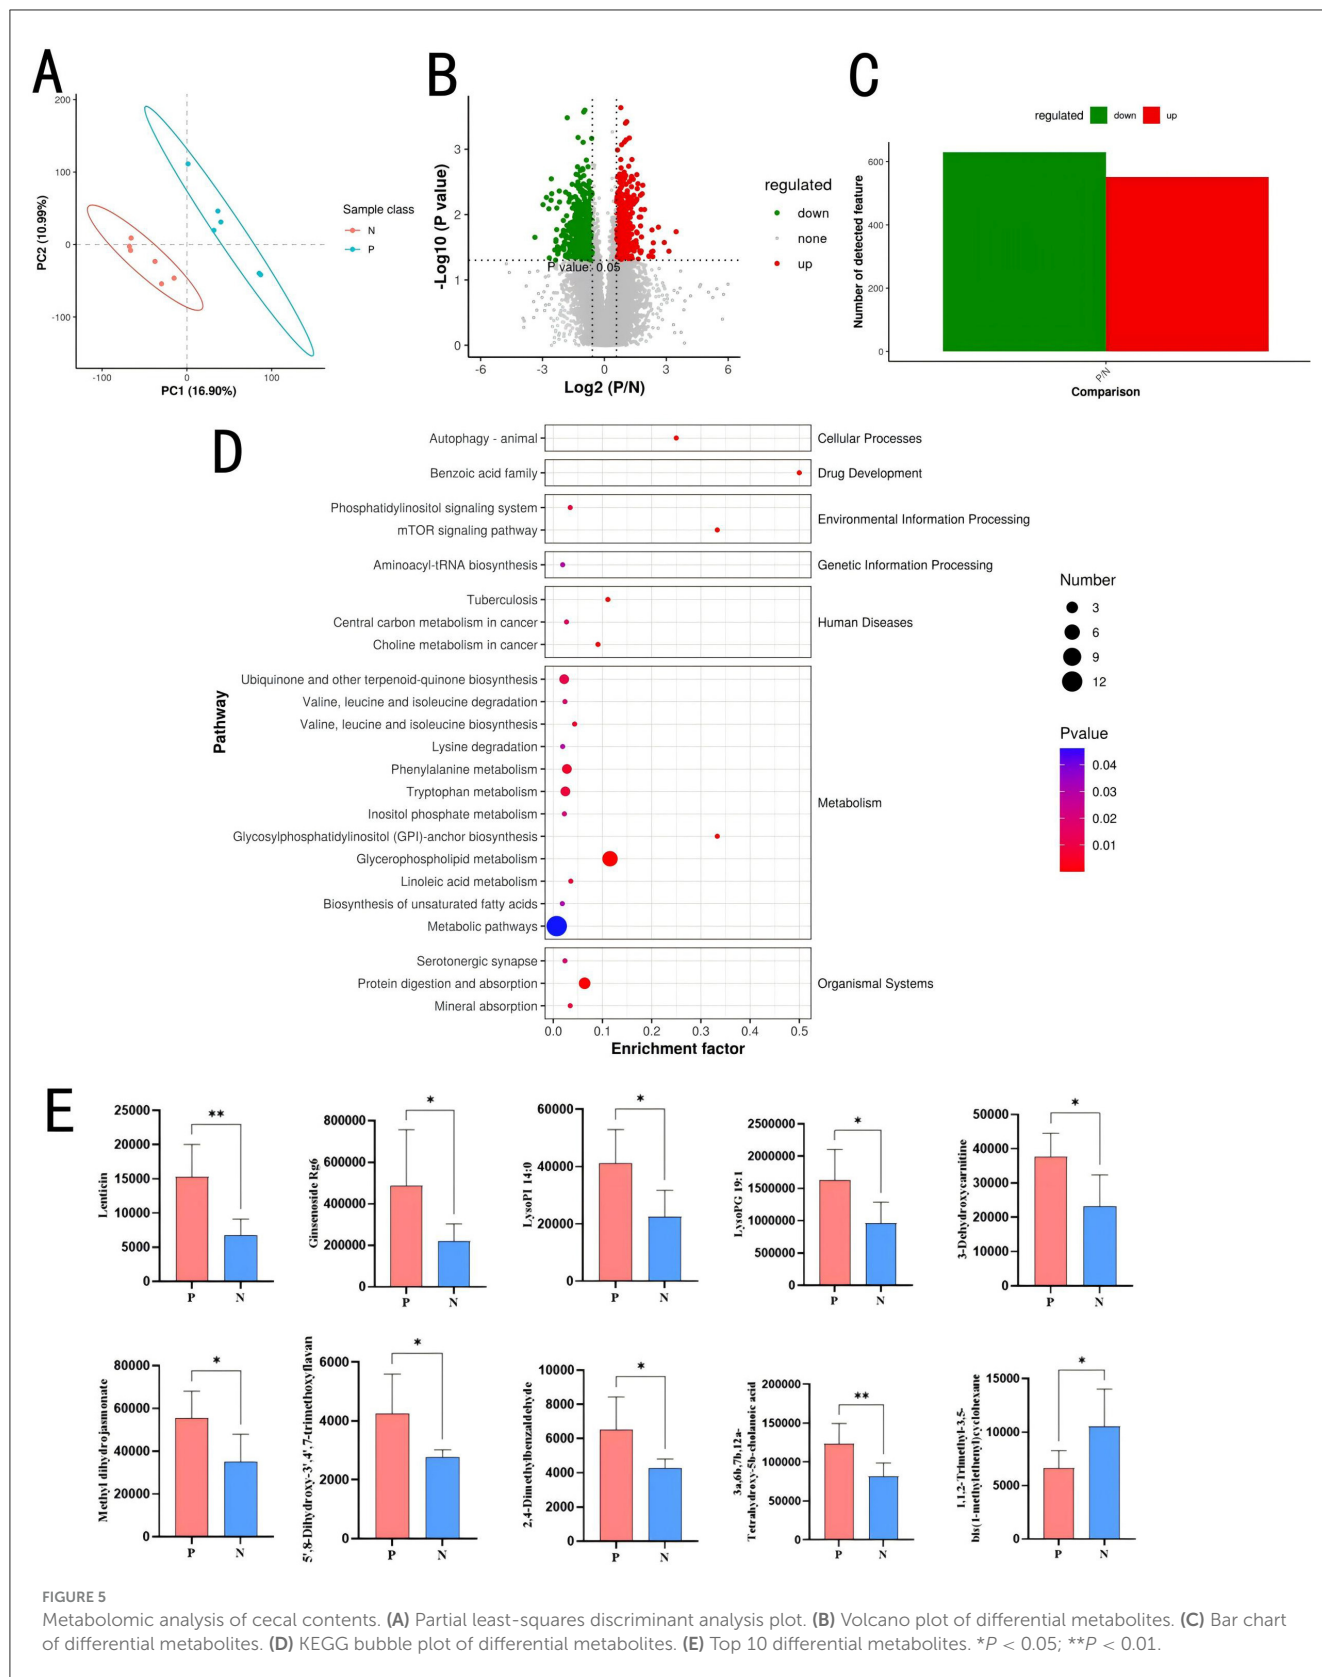 A
200
100
0
-100
PC2 (10.99%)
-100
0
100
PC1 (16.90%)
Sample class
N
P
B
3
2
1
0
-Log10 (P value)
P value: 0.05
-6
-3
0
3
6
Log2 (P/N)
regulated
down
none
up
C
regulated down up
600
400
200
0
Number of detected feature
P/N
Comparison
D
Pathway
Autophagy - animal
Cellular Processes
Benzoic acid family
Drug Development
Phosphatidylinositol signaling system
mTOR signaling pathway
Environmental Information Processing
Aminoacyl-tRNA biosynthesis
Genetic Information Processing
Tuberculosis
Central carbon metabolism in cancer
Choline metabolism in cancer
Human Diseases
Ubiquinone and other terpenoid-quinone biosynthesis
Valine, leucine and isoleucine degradation
Valine, leucine and isoleucine biosynthesis
Lysine degradation
Phenylalanine metabolism
Tryptophan metabolism
Inositol phosphate metabolism
Glycosylphosphatidylinositol (GPI)-anchor biosynthesis
Glycerophospholipid metabolism
Linoleic acid metabolism
Biosynthesis of unsaturated fatty acids
Metabolic pathways
Metabolism
Serotonergic synapse
Protein digestion and absorption
Mineral absorption
Organismal Systems
0.0
0.1
0.2
0.3
0.4
0.5
Enrichment factor
Number
3
6
9
12
Pvalue
0.04
0.03
0.02
0.01
E
Lenticin
25000
20000
15000
10000
5000
0
**
P
N
Ginsenoside Rg6
800000
600000
400000
200000
0
*
P
N
LysoPI 14:0
60000
40000
20000
0
*
P
N
LysoPG 19:1
2500000
2000000
1500000
1000000
500000
0
*
P
N
3-Dehydroxycarnitine
50000
40000
30000
20000
10000
0
*
P
N
Methyl dihydrojasmonate
80000
60000
40000
20000
0
*
P
N
5',8-Dihydroxy-3',4',7-trimethoxyflavan
6000
4000
2000
0
*
P
N
2,4-Dimethylbenzaldehyde
10000
8000
6000
4000
2000
0
*
P
N
3a,6b,7b,12a-
Tetrahydroxy-5b-cholanoic acid
200000
150000
100000
50000
0
**
P
N
1,1,2-Trimethyl-3,5-
bis(1-methylethenyl)cyclohexane
15000
10000
5000
0
*
P
N
FIGURE 5
Metabolomic analysis of cecal contents. (A) Partial least-squares discriminant analysis plot. (B) Volcano plot of differential metabolites. (C) Bar chart
of differential metabolites. (D) KEGG bubble plot of differential metabolites. (E) Top 10 differential metabolites. *P < 0.05; **P < 0.01.